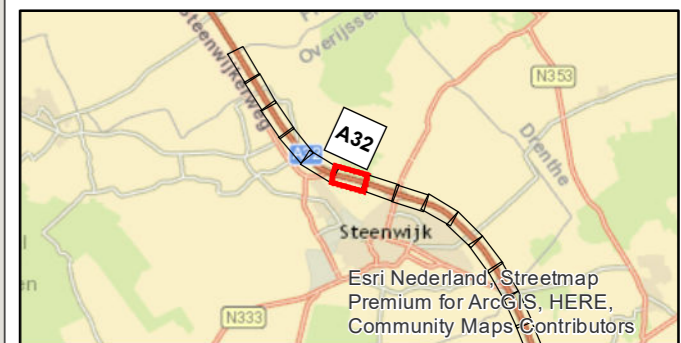 Overijssel
N353
Steenwijkerweg
A32
Drenthe
Steenwijk
Esri Nederland, Streetmap
Premium for ArcGIS, HERE,
Community Maps Contributors
N333